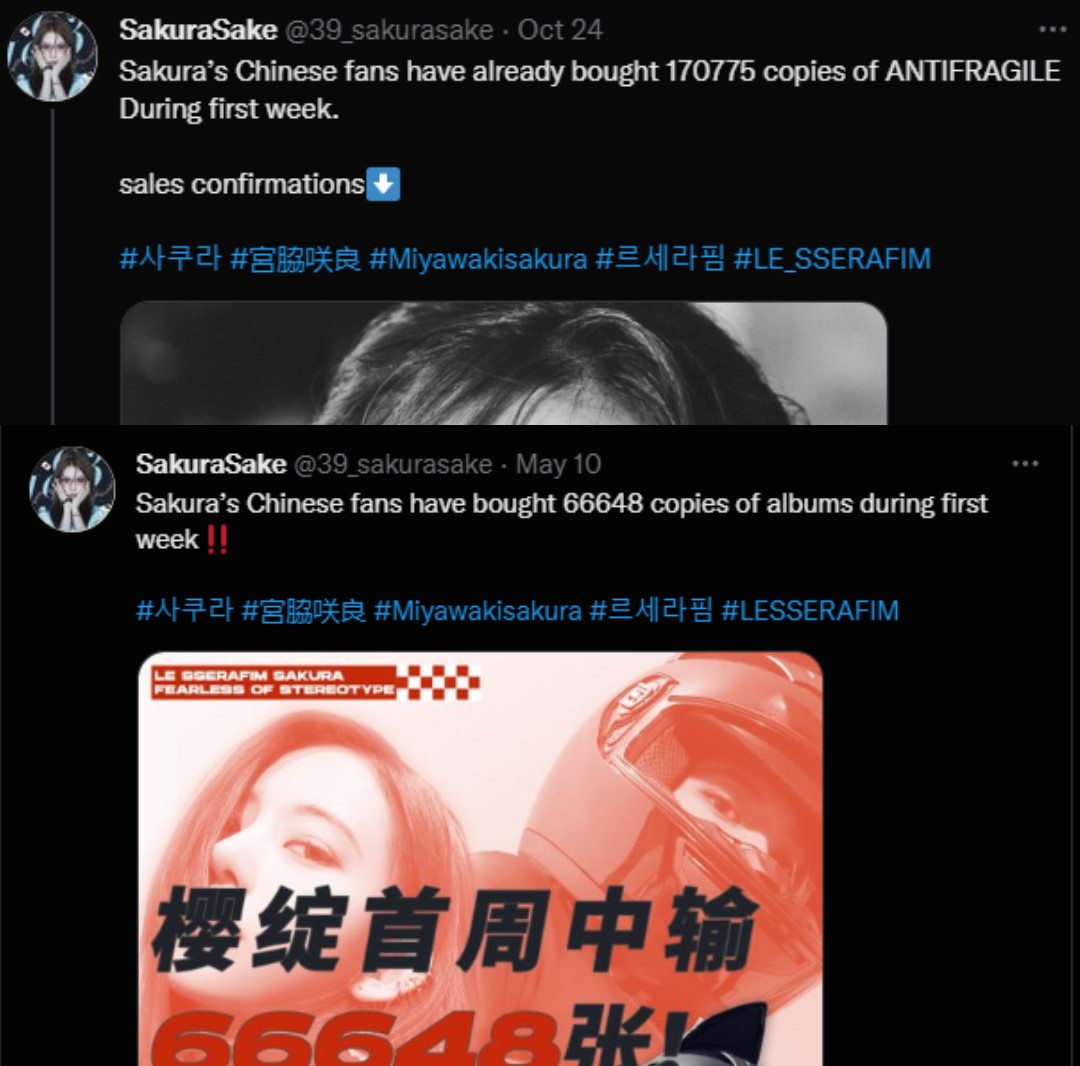 SakuraSake @39_sakurasake · Oct 24
Sakura’s Chinese fans have already bought 170775 copies of ANTIFRAGILE
During first week.
sales confirmations⬇️
#사쿠라 #宮脇咲良 #Miyawakisakura #르세라핌 #LE_SSERAFIM
SakuraSake @39_sakurasake · May 10
Sakura’s Chinese fans have bought 66648 copies of albums during first
week‼️
#사쿠라 #宮脇咲良 #Miyawakisakura #르세라핌 #LESSERAFIM
LE SSERAFIM SAKURA
FEARLESS OF STEREOTYPE
樱绽首周中输
66648张!